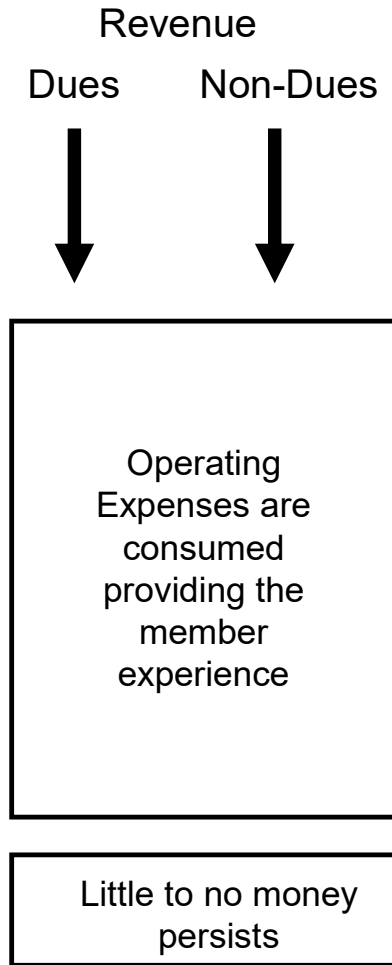 Revenue
Dues Non-Dues
Operating
Expenses are
consumed
providing the
member
experience
Little to no money
persists